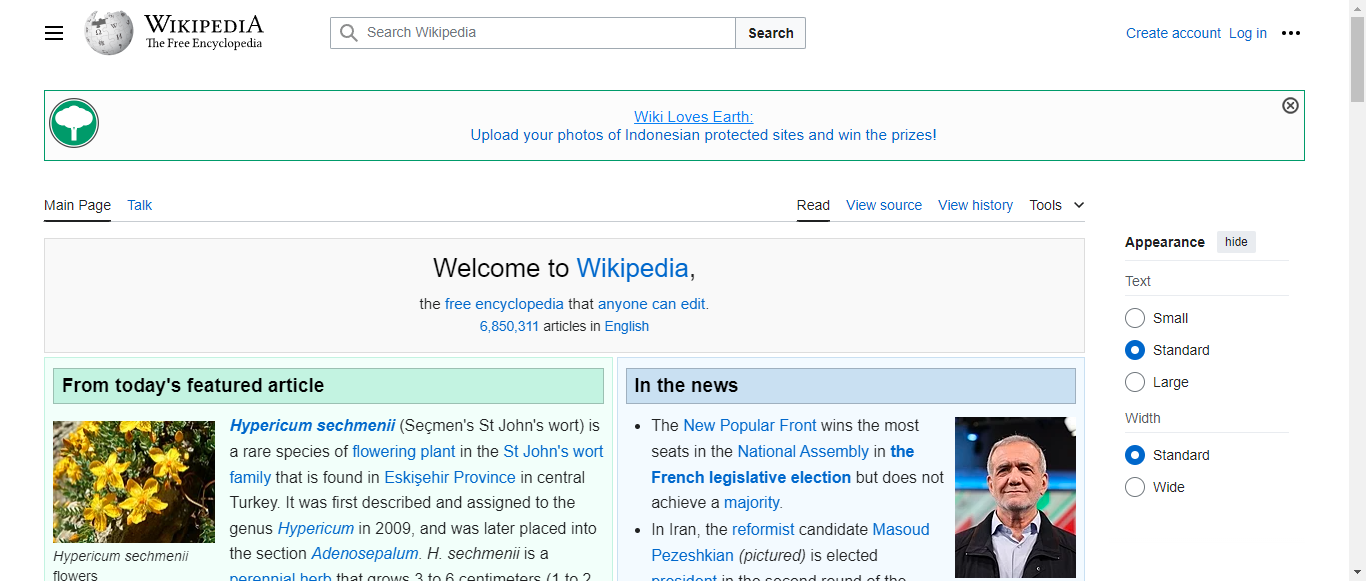 WIKIPEDIA
The Free Encyclopedia
Search Wikipedia
Search
Create account Log in
Wiki Loves Earth:
Upload your photos of Indonesian protected sites and win the prizes!
Main Page Talk
Read View source View history Tools
Welcome to Wikipedia,
the free encyclopedia that anyone can edit.
6,850,311 articles in English
From today's featured article
Hypericum sechmenii (Seçmen's St John's wort) is
a rare species of flowering plant in the St John's wort
family that is found in Eskişehir Province in central
Turkey. It was first described and assigned to the
genus Hypericum in 2009, and was later placed into
the section Adenosepalum. H. sechmenii is a
perennial herb that grows 3 to 6 centimeters (1 to 2
Hypericum sechmenii
flowers
In the news
The New Popular Front wins the most
seats in the National Assembly in the
French legislative election but does not
achieve a majority.
In Iran, the reformist candidate Masoud
Pezeshkian (pictured) is elected
president in the second round of the
Appearance hide
Text
Small
Standard
Large
Width
Standard
Wide